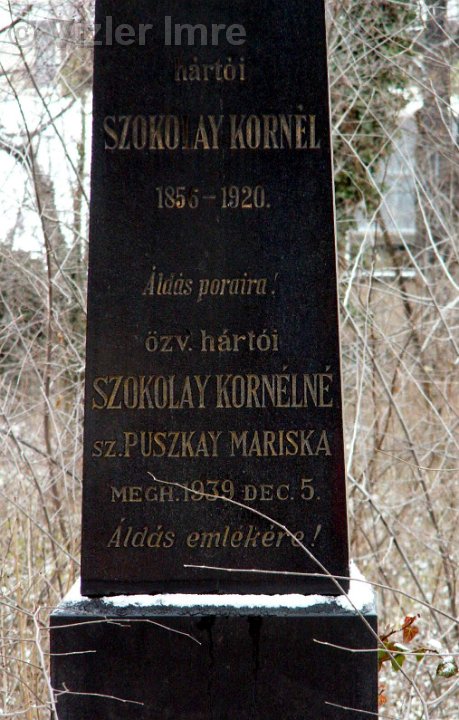 © Vizler Imre
hártói
SZOKOLAY KORNÉL
1856-1920.
Áldás poraira!
özv. hártói
SZOKOLAY KORNÉLNÉ
SZ. PUSZKAY MARISKA
MEGH. 1939 DEC. 5.
Áldás emlékére!